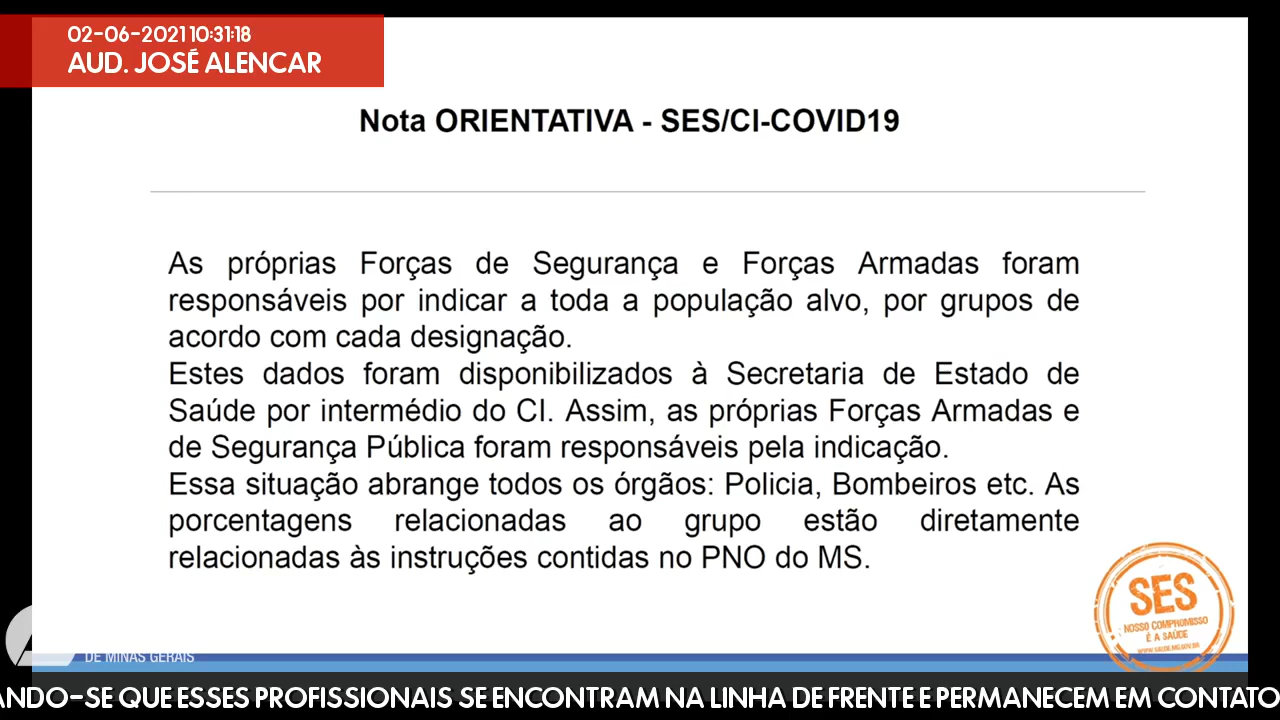 02-06-2021 10:31:18
AUD. JOSÉ ALENCAR
Nota ORIENTATIVA - SES/CI-COVID19
As próprias Forças de Segurança e Forças Armadas foram
responsáveis por indicar a toda a população alvo, por grupos de
acordo com cada designação.
Estes dados foram disponibilizados à Secretaria de Estado de
Saúde por intermédio do CI. Assim, as próprias Forças Armadas e
de Segurança Pública foram responsáveis pela indicação.
Essa situação abrange todos os órgãos: Policia, Bombeiros etc. As
porcentagens relacionadas ao grupo estão diretamente
relacionadas às instruções contidas no PNO do MS.
SES
NOSSO COMPROMISSO
É A SAÚDE
WWW.SAUDE.MG.GOV.BR
DE MINAS GERAIS
ANDO-SE QUE ESSES PROFISSIONAIS SE ENCONTRAM NA LINHA DE FRENTE E PERMANECEM EM CONTATO